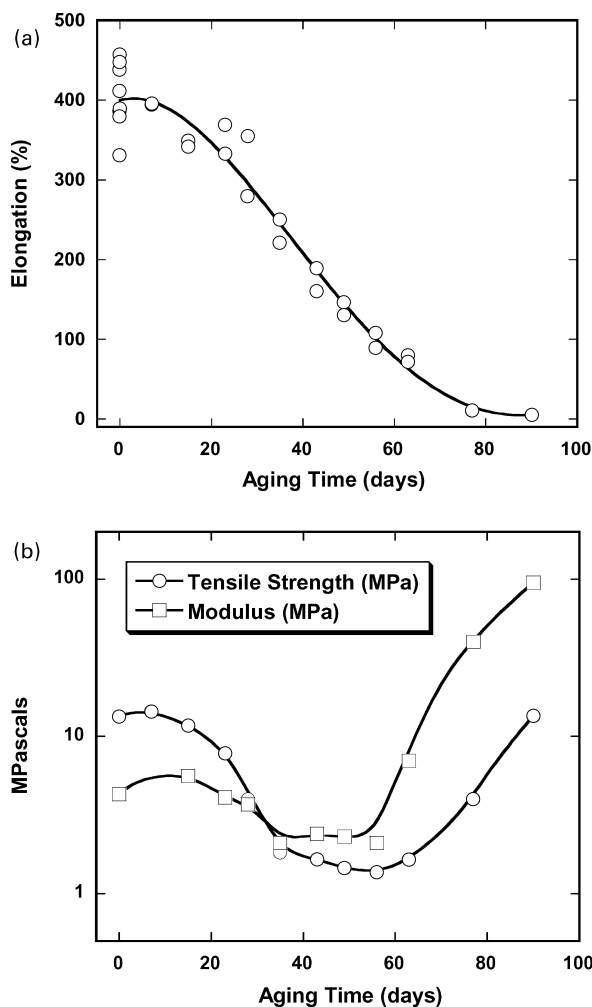 (a)
500
400
300
200
100
0
Elongation (%)
0 20 40 60 80 100
Aging Time (days)
(b)
100
10
1
MPascals
Tensile Strength (MPa)
Modulus (MPa)
0 20 40 60 80 100
Aging Time (days)